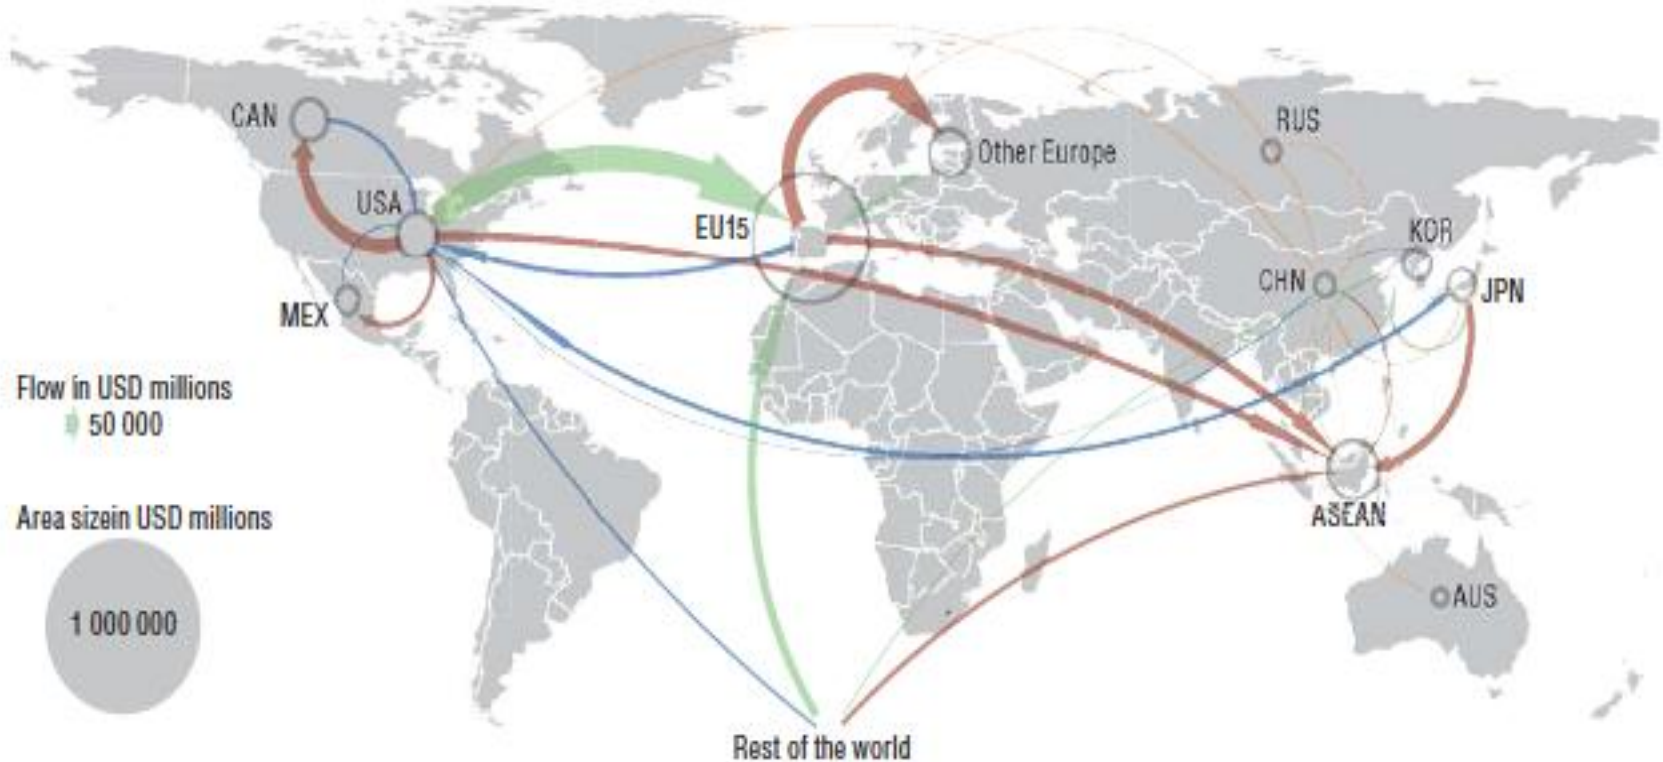 CAN
RUS
Other Europe
USA
EU15
KOR
CHN
JPN
MEX
Flow in USD millions
50 000
Area sizein USD millions
ASEAN
1 000 000
AUS
Rest of the world